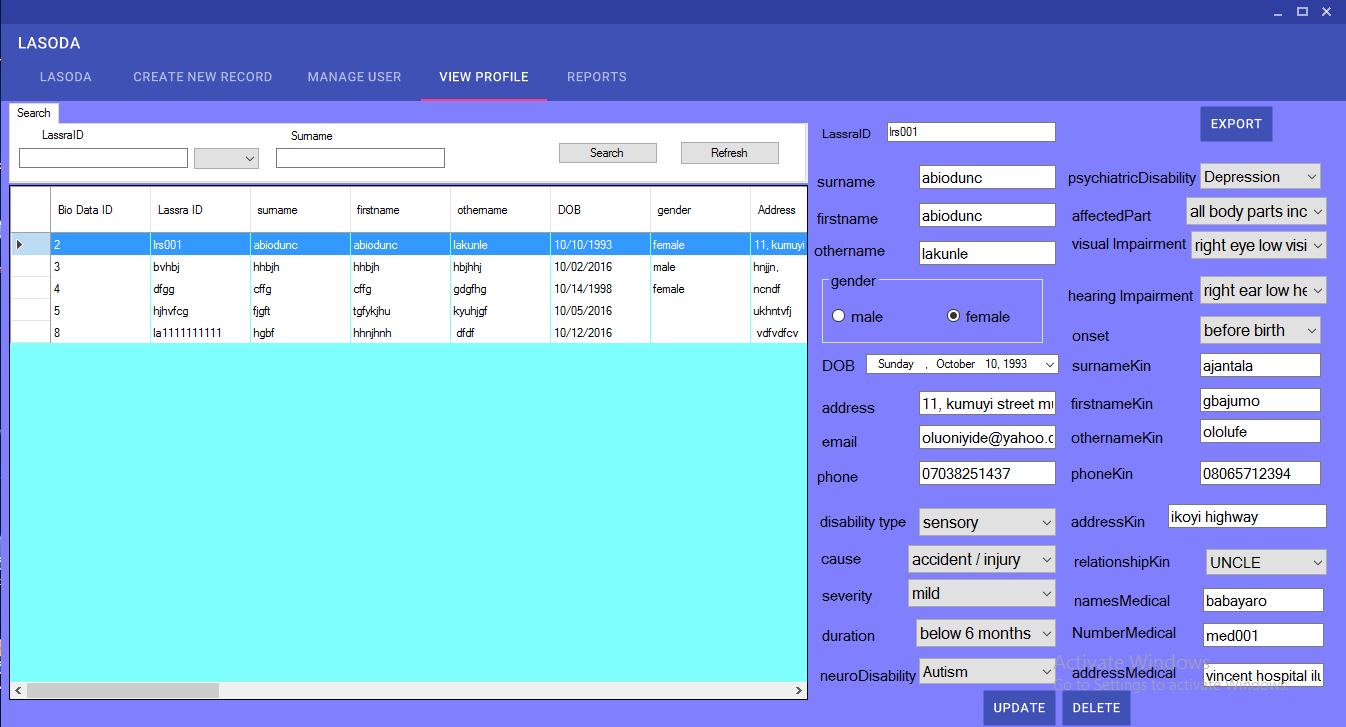 LASODA
LASODA CREATE NEW RECORD MANAGE USER VIEW PROFILE REPORTS
Search
LassraID Surname
Search Refresh
Bio Data ID Lassra ID surname firstname othername DOB gender Address
2 lrs001 abiodunc abiodunc lakunle 10/10/1993 female 11, kumuyi
3 bvhbj hhbjh hhbjh hbjhhj 10/02/2016 male hnjjn,
4 dfgg cffg cffg gdgfhg 10/14/1998 female ncndf
5 hjhvfcg fjgft tgfykjhu kyuhjgf 10/05/2016 ukhntvfj
8 la1111111111 hgbf hhnjhnh dfdf 10/12/2016 vdfvdfcv
LassraID lrs001 EXPORT
surname abiodunc psychiatricDisability Depression
firstname abiodunc affectedPart all body parts inc
othername lakunle visual Impairment right eye low visi
gender
male female
hearing Impairment right ear low he
onset before birth
DOB Sunday , October 10, 1993 surnameKin ajantala
address 11, kumuyi street mu firstnameKin gbajumo
email oluoniyide@yahoo.c othernameKin ololufe
phone 07038251437 phoneKin 08065712394
disability type sensory addressKin ikoyi highway
cause accident / injury relationshipKin UNCLE
severity mild namesMedical babayaro
duration below 6 months NumberMedical med001
neuroDisability Autism addressMedical vincent hospital ilu
Activate Windows
Go to Settings to activate Windows.
UPDATE DELETE